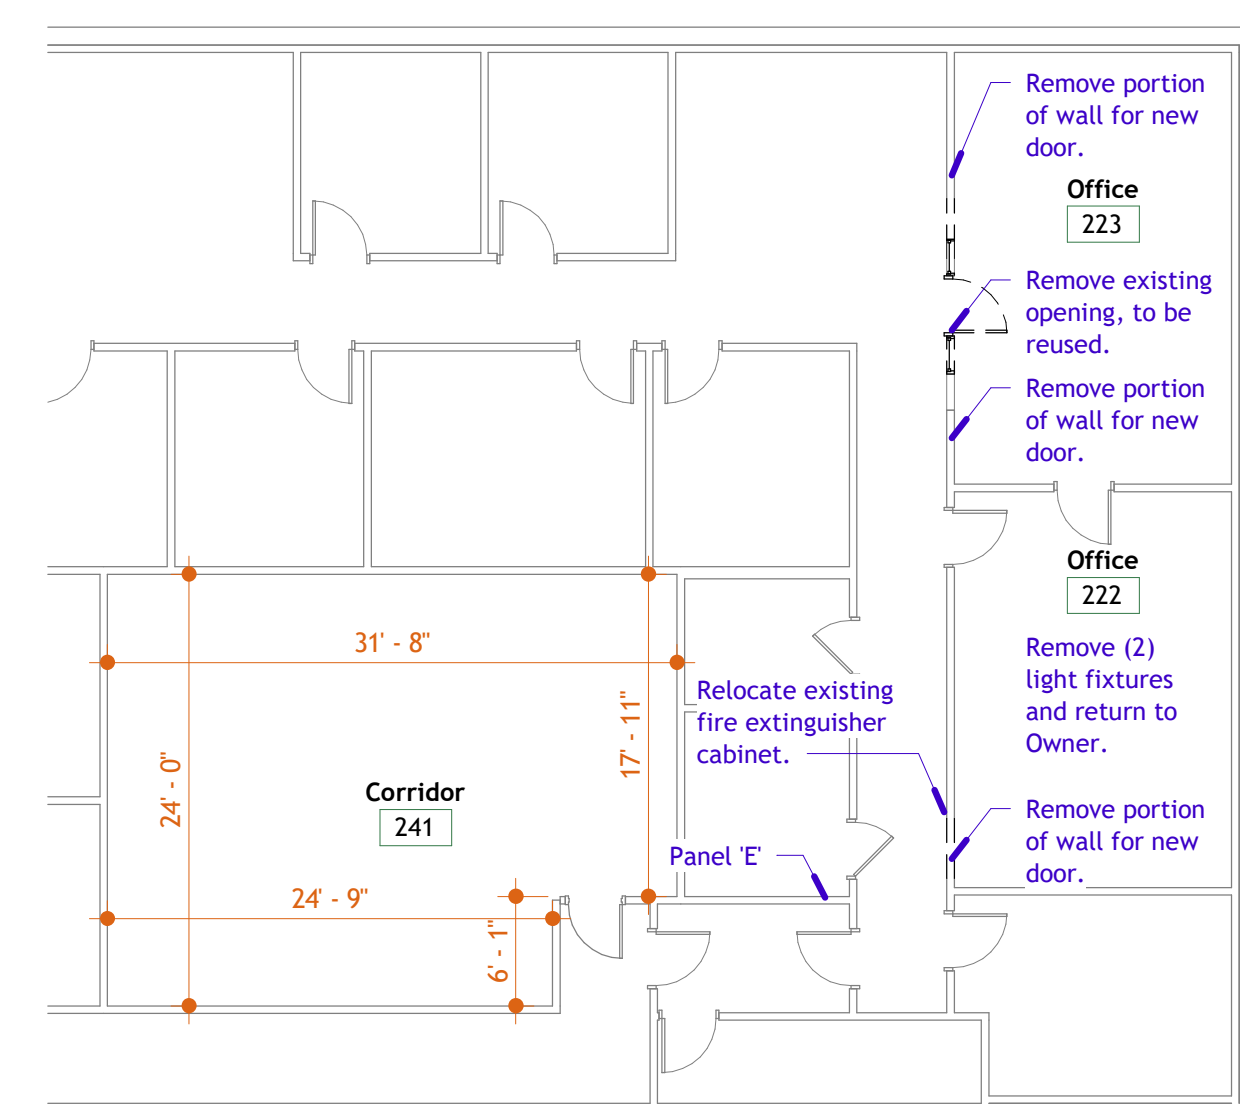 Remove portion
of wall for new
door.
Office
223
Remove existing
opening, to be
reused.
Remove portion
of wall for new
door.
Office
222
Remove (2)
light fixtures
and return to
Owner.
31' - 8"
Relocate existing
fire extinguisher
cabinet.
17' - 11"
24' - 0"
Corridor
241
Remove portion
of wall for new
door.
Panel 'E'
24' - 9"
6' - 1"